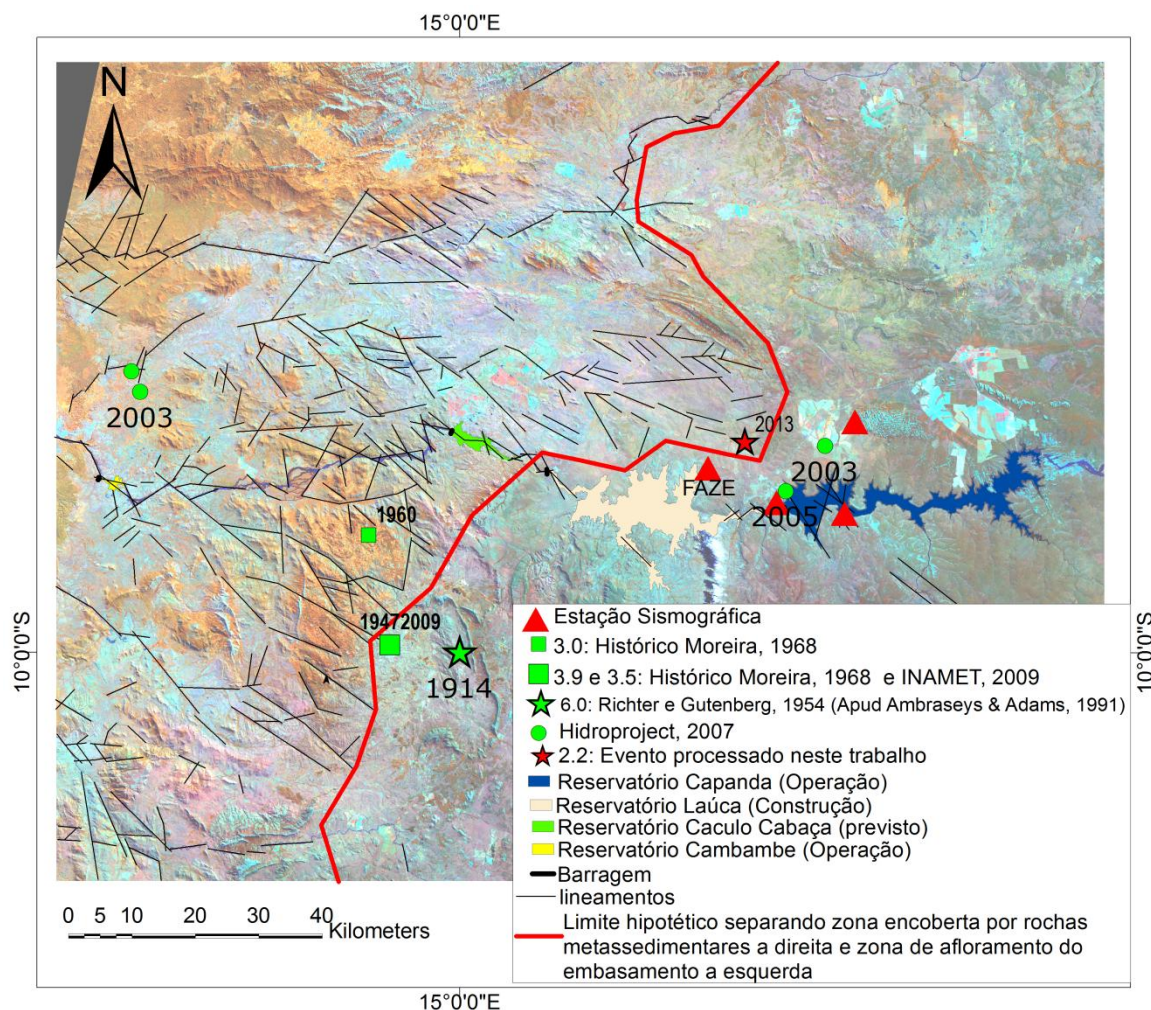 15°0'0"E
N
2013
2003
FAZE
2003
2005
1960
19472009
1914
10°0'0"S
10°0'0"S
Estação Sismográfica
3.0: Histórico Moreira, 1968
3.9 e 3.5: Histórico Moreira, 1968 e INAMET, 2009
6.0: Richter e Gutenberg, 1954 (Apud Ambraseys & Adams, 1991)
Hidroproject, 2007
2.2: Evento processado neste trabalho
Reservatório Capanda (Operação)
Reservatório Laúca (Construção)
Reservatório Caculo Cabaça (previsto)
Reservatório Cambambe (Operação)
Barragem
lineamentos
Limite hipotético separando zona encoberta por rochas
metassedimentares a direita e zona de afloramento do
embasamento a esquerda
0 5 10 20 30 40
Kilometers
15°0'0"E